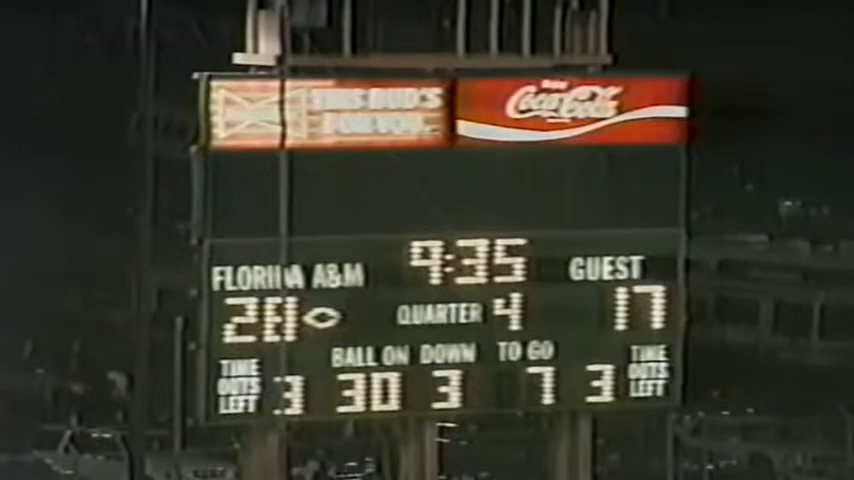 THIS BUD'S
FOR YOU.
Coca-Cola
9:35
FLORIDA A&M
GUEST
28
QUARTER 4
17
BALL ON DOWN TO GO
TIME
OUTS
LEFT
3
30 3 7
3
TIME
OUTS
LEFT